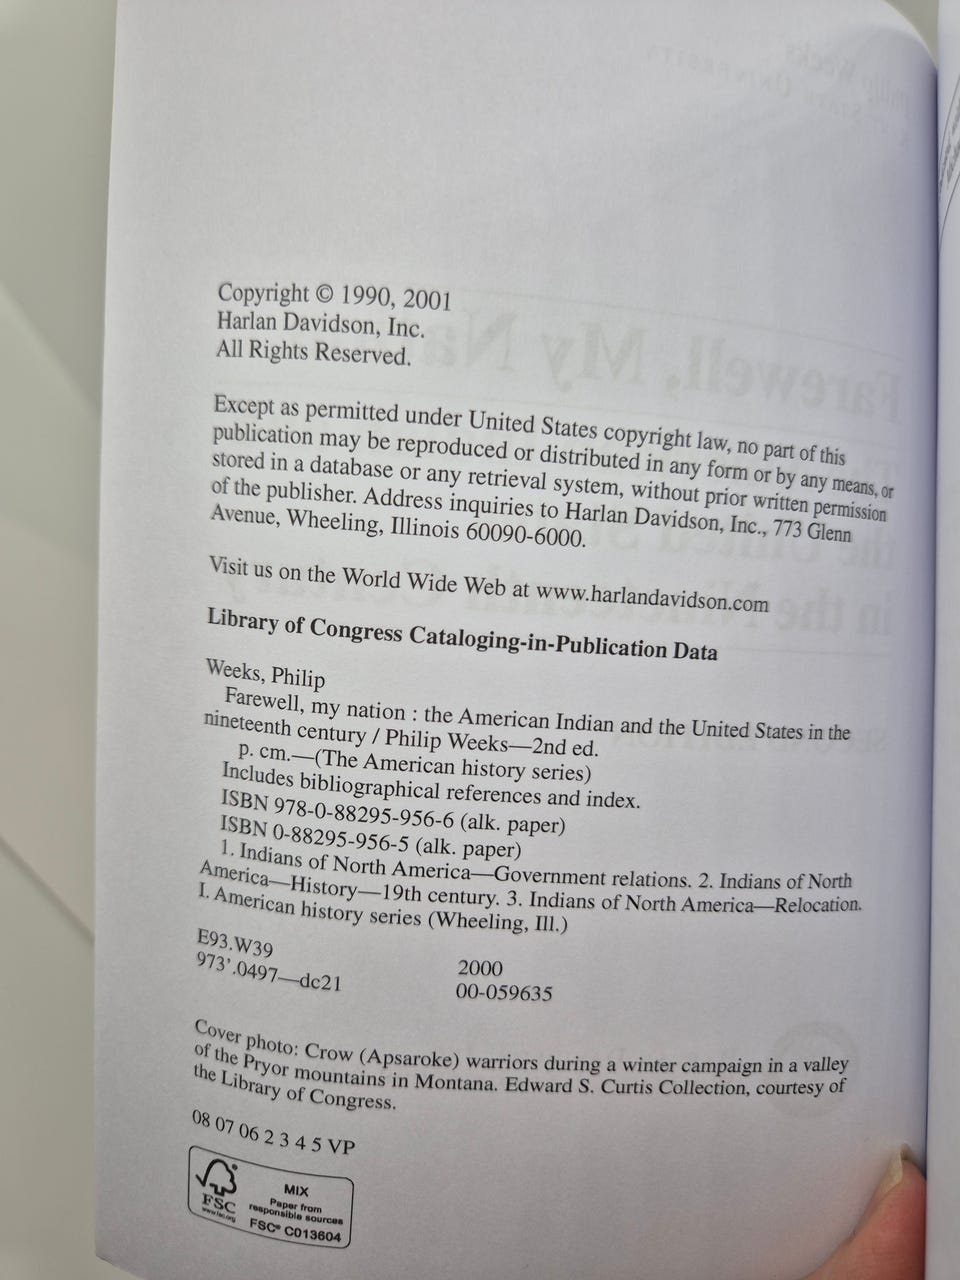 Copyright © 1990, 2001
Harlan Davidson, Inc.
All Rights Reserved.
Except as permitted under United States copyright law, no part of this
publication may be reproduced or distributed in any form or by any means, or
stored in a database or any retrieval system, without prior written permission
of the publisher. Address inquiries to Harlan Davidson, Inc., 773 Glenn
Avenue, Wheeling, Illinois 60090-6000.
Visit us on the World Wide Web at www.harlandavidson.com
Library of Congress Cataloging-in-Publication Data
Weeks, Philip
Farewell, my nation : the American Indian and the United States in the
nineteenth century / Philip Weeks—2nd ed.
p. cm.—(The American history series)
Includes bibliographical references and index.
ISBN 978-0-88295-956-6 (alk. paper)
ISBN 0-88295-956-5 (alk. paper)
1. Indians of North America—Government relations. 2. Indians of North
America—History—19th century. 3. Indians of North America—Relocation.
I. American history series (Wheeling, Ill.)
E93.W39 2000
973'.0497—dc21 00-059635
Cover photo: Crow (Apsaroke) warriors during a winter campaign in a valley
of the Pryor mountains in Montana. Edward S. Curtis Collection, courtesy of
the Library of Congress.
08 07 06 2 3 4 5 VP
FSC
www.fsc.org
MIX
Paper from
responsible sources
FSC® C013604